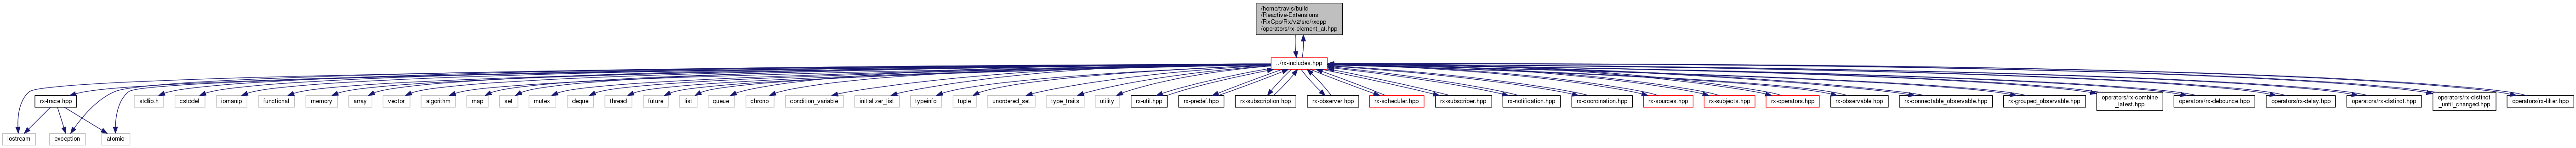 /home/travis/build
/Reactive-Extensions
/RxCpp/Rx/v2/src/rxcpp
/operators/rx-element_at.hpp
../rx-includes.hpp
rx-trace.hpp
stdlib.h
cstddef
iomanip
functional
memory
array
vector
algorithm
map
set
mutex
deque
thread
future
list
queue
chrono
condition_variable
initializer_list
typeinfo
tuple
unordered_set
type_traits
utility
rx-util.hpp
rx-predef.hpp
rx-subscription.hpp
rx-observer.hpp
rx-scheduler.hpp
rx-subscriber.hpp
rx-notification.hpp
rx-coordination.hpp
rx-sources.hpp
rx-subjects.hpp
rx-operators.hpp
rx-observable.hpp
rx-connectable_observable.hpp
rx-grouped_observable.hpp
operators/rx-combine
_latest.hpp
operators/rx-debounce.hpp
operators/rx-delay.hpp
operators/rx-distinct.hpp
operators/rx-distinct
_until_changed.hpp
operators/rx-filter.hpp
iostream
exception
atomic